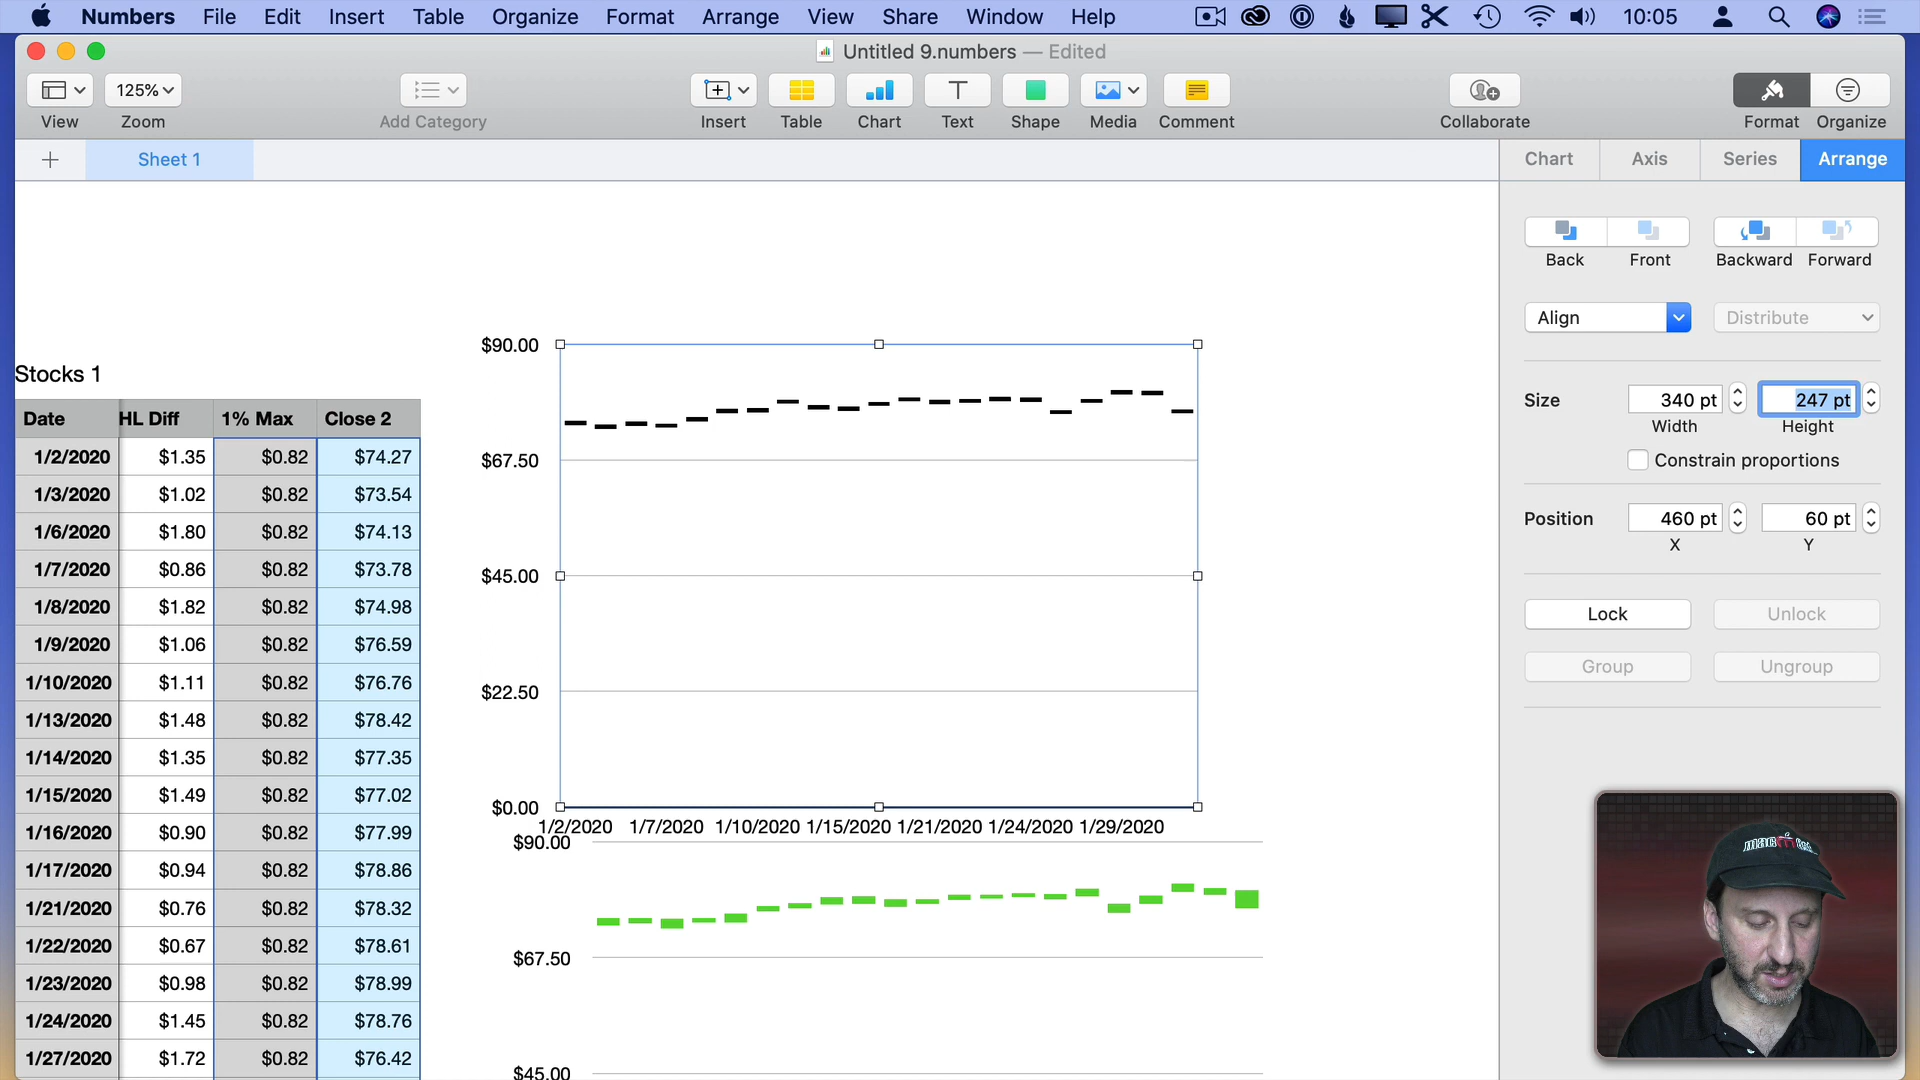 Numbers File Edit Insert Table Organize Format Arrange View Share Window Help 10:05
Untitled 9.numbers — Edited
125%
View Zoom Add Category Insert Table Chart Text Shape Media Comment Collaborate Format Organize
Sheet 1
Chart Axis Series Arrange
Back Front Backward Forward
Align Distribute
Size 340 pt 247 pt
Width Height
Constrain proportions
Position 460 pt 60 pt
X Y
Lock Unlock
Group Ungroup
Stocks 1
Date HL Diff 1% Max Close 2
1/2/2020 $1.35 $0.82 $74.27
1/3/2020 $1.02 $0.82 $73.54
1/6/2020 $1.80 $0.82 $74.13
1/7/2020 $0.86 $0.82 $73.78
1/8/2020 $1.82 $0.82 $74.98
1/9/2020 $1.06 $0.82 $76.59
1/10/2020 $1.11 $0.82 $76.76
1/13/2020 $1.48 $0.82 $78.42
1/14/2020 $1.35 $0.82 $77.35
1/15/2020 $1.49 $0.82 $77.02
1/16/2020 $0.90 $0.82 $77.99
1/17/2020 $0.94 $0.82 $78.86
1/21/2020 $0.76 $0.82 $78.32
1/22/2020 $0.67 $0.82 $78.61
1/23/2020 $0.98 $0.82 $78.99
1/24/2020 $1.45 $0.82 $78.76
1/27/2020 $1.72 $0.82 $76.42
$90.00
$67.50
$45.00
$22.50
$0.00
1/2/2020 1/7/2020 1/10/2020 1/15/2020 1/21/2020 1/24/2020 1/29/2020
$90.00
$67.50
$45.00